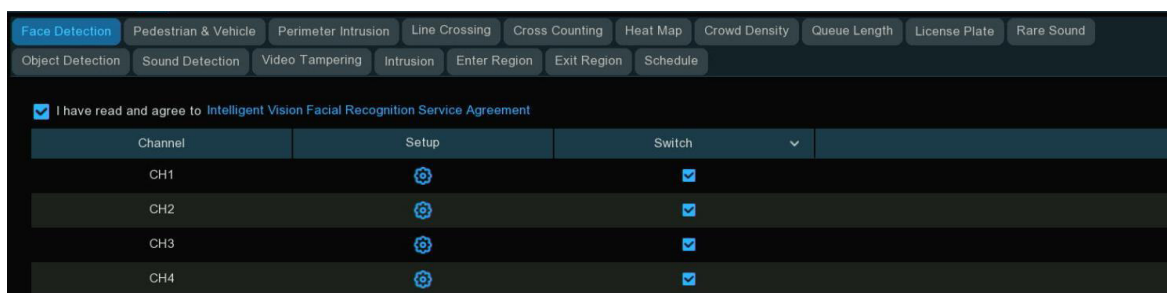 Face Detection Pedestrian & Vehicle Perimeter Intrusion Line Crossing Cross Counting Heat Map Crowd Density Queue Length License Plate Rare Sound
Object Detection Sound Detection Video Tampering Intrusion Enter Region Exit Region Schedule
I have read and agree to Intelligent Vision Facial Recognition Service Agreement
Channel Setup Switch
CH1
CH2
CH3
CH4